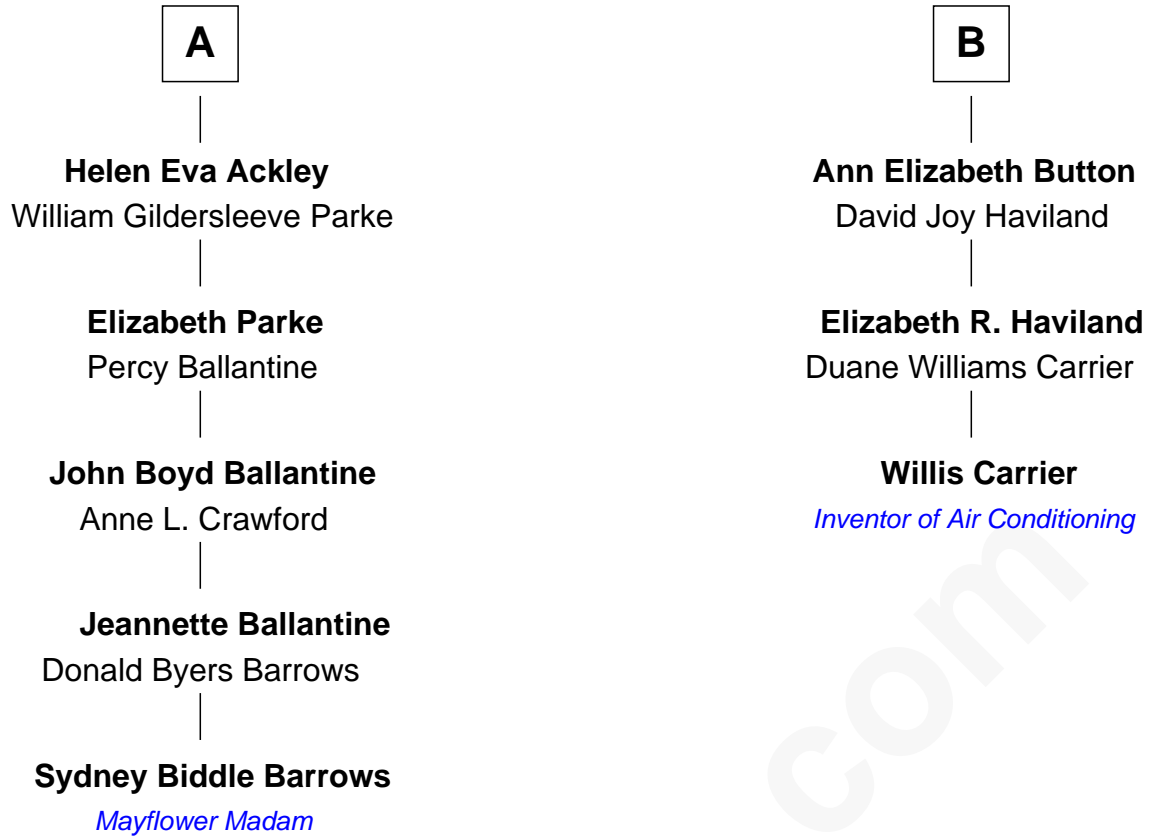 A
Helen Eva Ackley
William Gildersleeve Parke
Elizabeth Parke
Percy Ballantine
John Boyd Ballantine
Anne L. Crawford
Jeannette Ballantine
Donald Byers Barrows
Sydney Biddle Barrows
Mayflower Madam
B
Ann Elizabeth Button
David Joy Haviland
Elizabeth R. Haviland
Duane Williams Carrier
Willis Carrier
Inventor of Air Conditioning
com